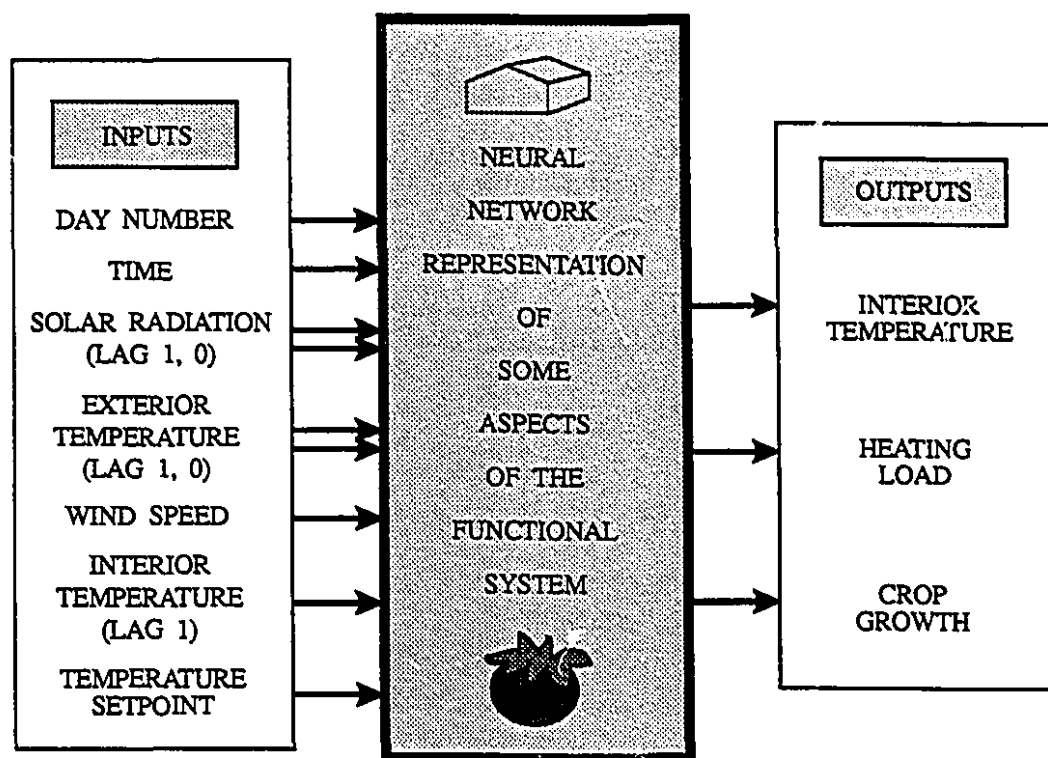 INPUTS
DAY NUMBER
TIME
SOLAR RADIATION
(LAG 1, 0)
EXTERIOR
TEMPERATURE
(LAG 1, 0)
WIND SPEED
INTERIOR
TEMPERATURE
(LAG 1)
TEMPERATURE
SETPOINT
NEURAL
NETWORK
REPRESENTATION
OF
SOME
ASPECTS
OF THE
FUNCTIONAL
SYSTEM
OUTPUTS
INTERIOR
TEMPERATURE
HEATING
LOAD
CROP
GROWTH